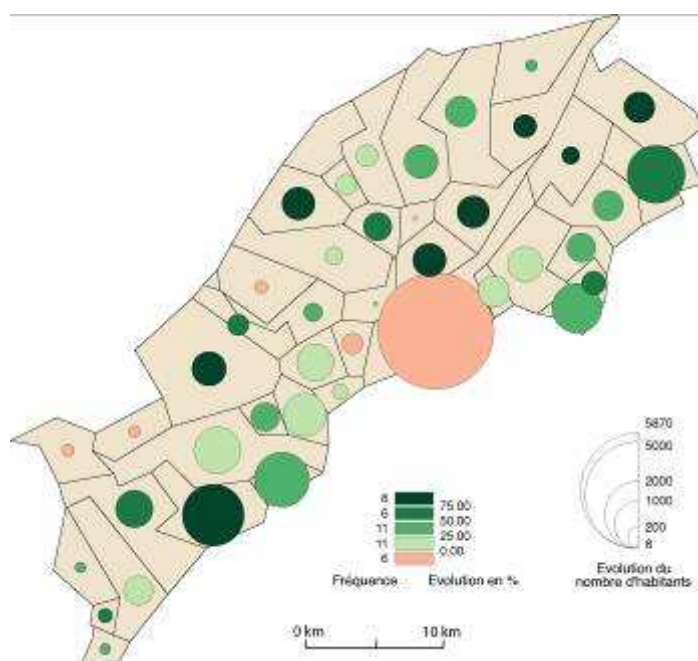 8
6
11
11
6
75.00
50.00
25.00
0.00
Fréquence
Evolution en %
5870
5000
2000
1000
200
8
Evolution du
nombre d'habitants
0 km
10 km